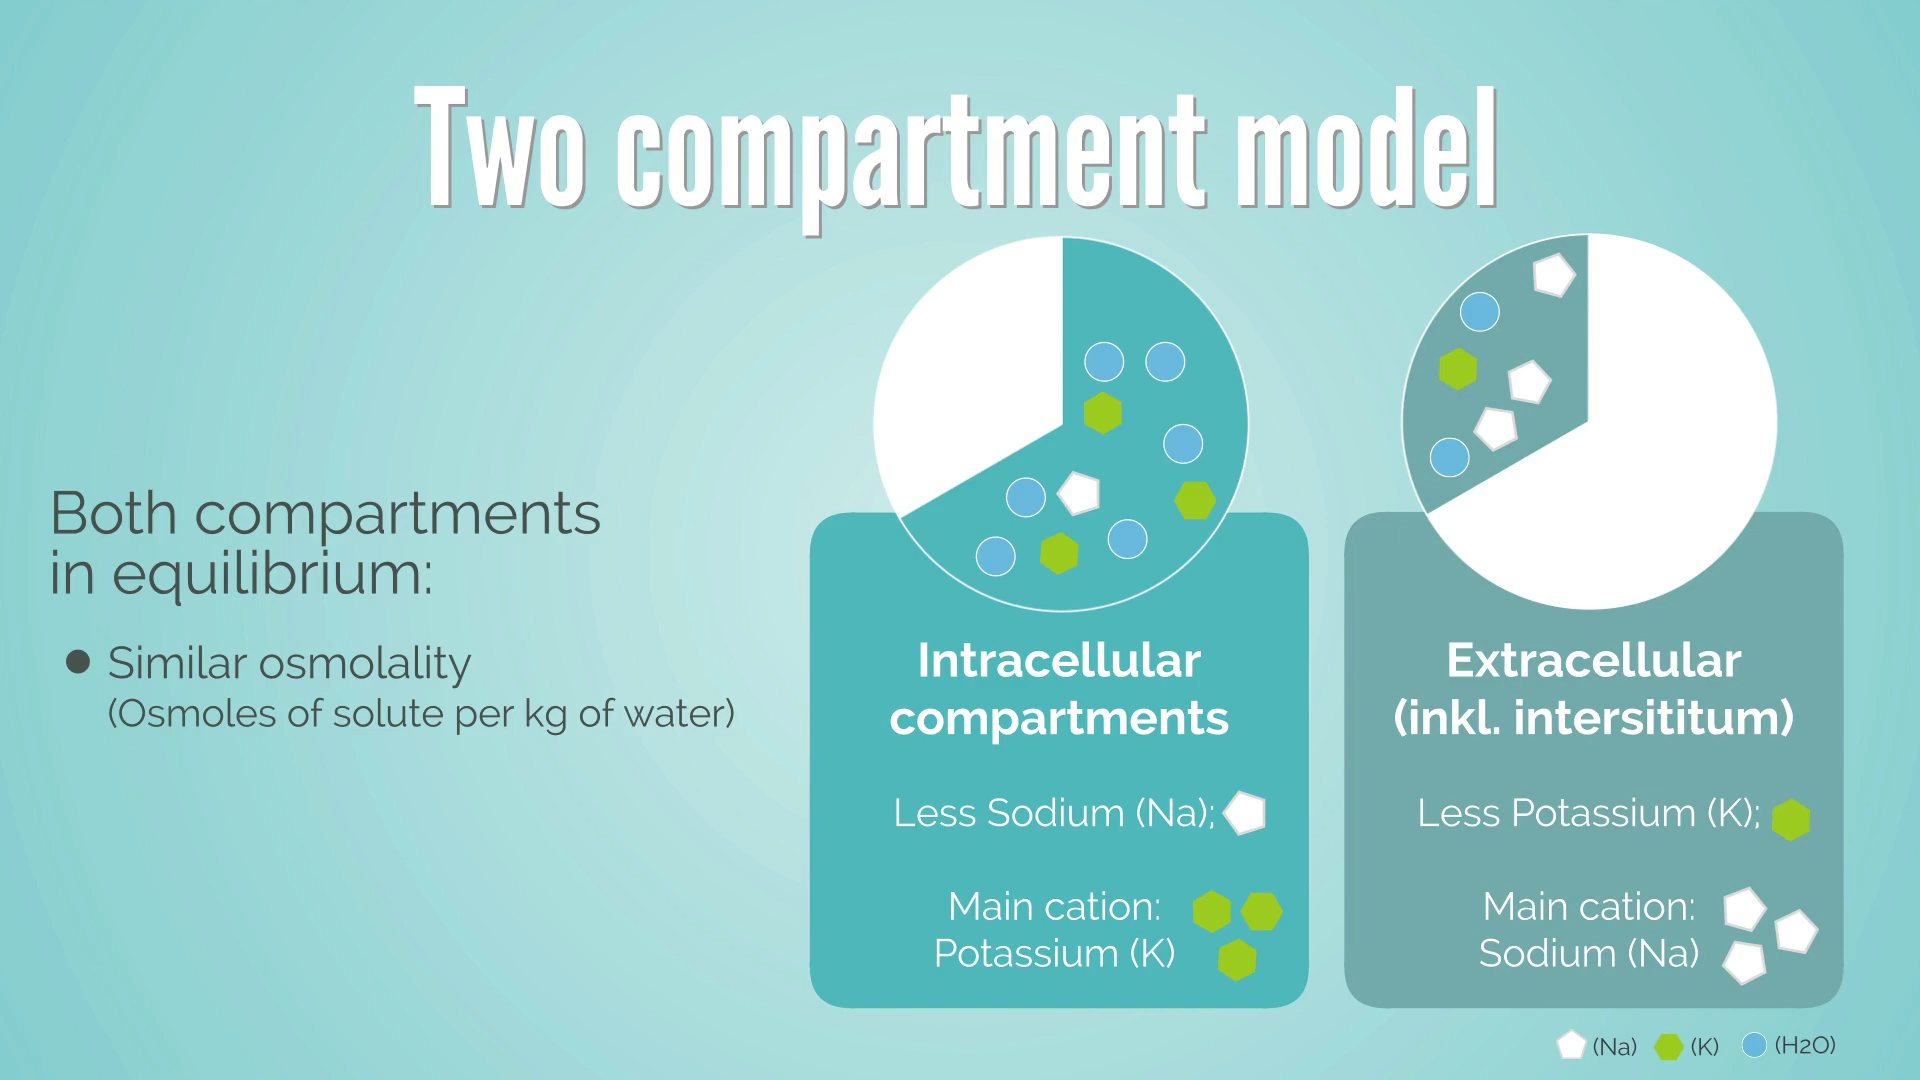 Two compartment model
Both compartments
in equilibrium:
Similar osmolality
(Osmoles of solute per kg of water)
Intracellular
compartments
Less Sodium (Na);
Main cation:
Potassium (K)
Extracellular
(inkl. intersititum)
Less Potassium (K);
Main cation:
Sodium (Na)
(Na) (K) (H2O)